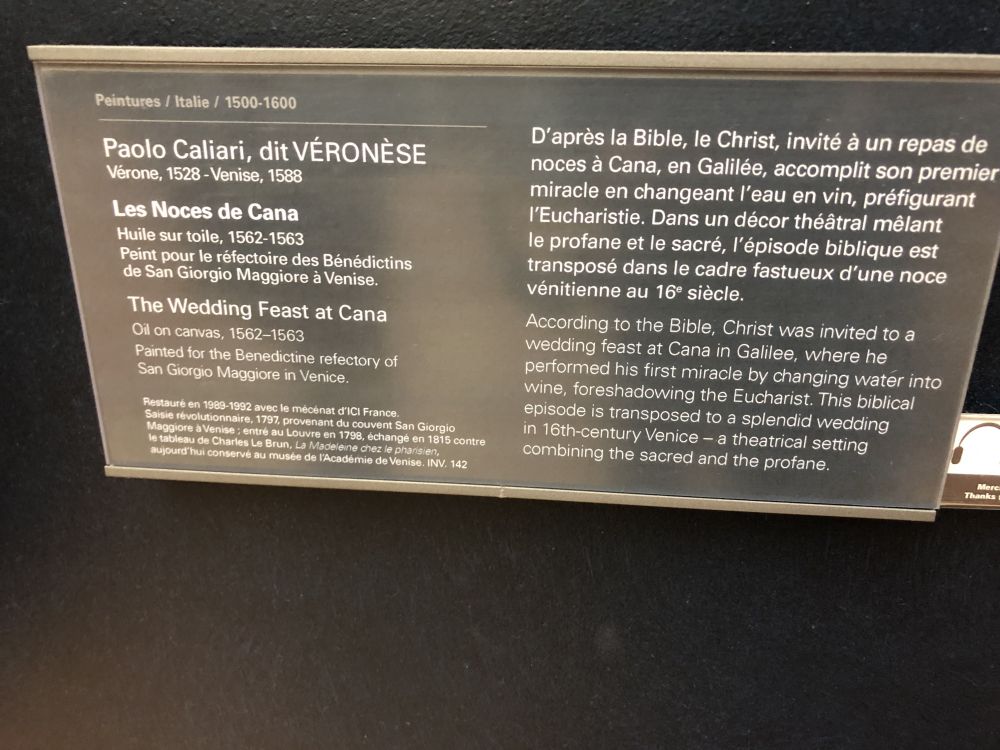 Peintures / Italie / 1500-1600
Paolo Caliari, dit VÉRONÈSE
Vérone, 1528 - Venise, 1588
Les Noces de Cana
Huile sur toile, 1562-1563
Peint pour le réfectoire des Bénédictins
de San Giorgio Maggiore à Venise.
The Wedding Feast at Cana
Oil on canvas, 1562–1563
Painted for the Benedictine refectory of
San Giorgio Maggiore in Venice.
Restauré en 1989-1992 avec le mécénat d'ICI France.
Saisie révolutionnaire, 1797, provenant du couvent San Giorgio
Maggiore à Venise ; entré au Louvre en 1798, échangé en 1815 contre
le tableau de Charles Le Brun, La Madeleine chez le pharisien,
aujourd'hui conservé au musée de l'Académie de Venise. INV. 142
D'après la Bible, le Christ, invité à un repas de
noces à Cana, en Galilée, accomplit son premier
miracle en changeant l'eau en vin, préfigurant
l'Eucharistie. Dans un décor théâtral mêlant
le profane et le sacré, l'épisode biblique est
transposé dans le cadre fastueux d'une noce
vénitienne au 16e siècle.
According to the Bible, Christ was invited to a
wedding feast at Cana in Galilee, where he
performed his first miracle by changing water into
wine, foreshadowing the Eucharist. This biblical
episode is transposed to a splendid wedding
in 16th-century Venice – a theatrical setting
combining the sacred and the profane.
Thanks